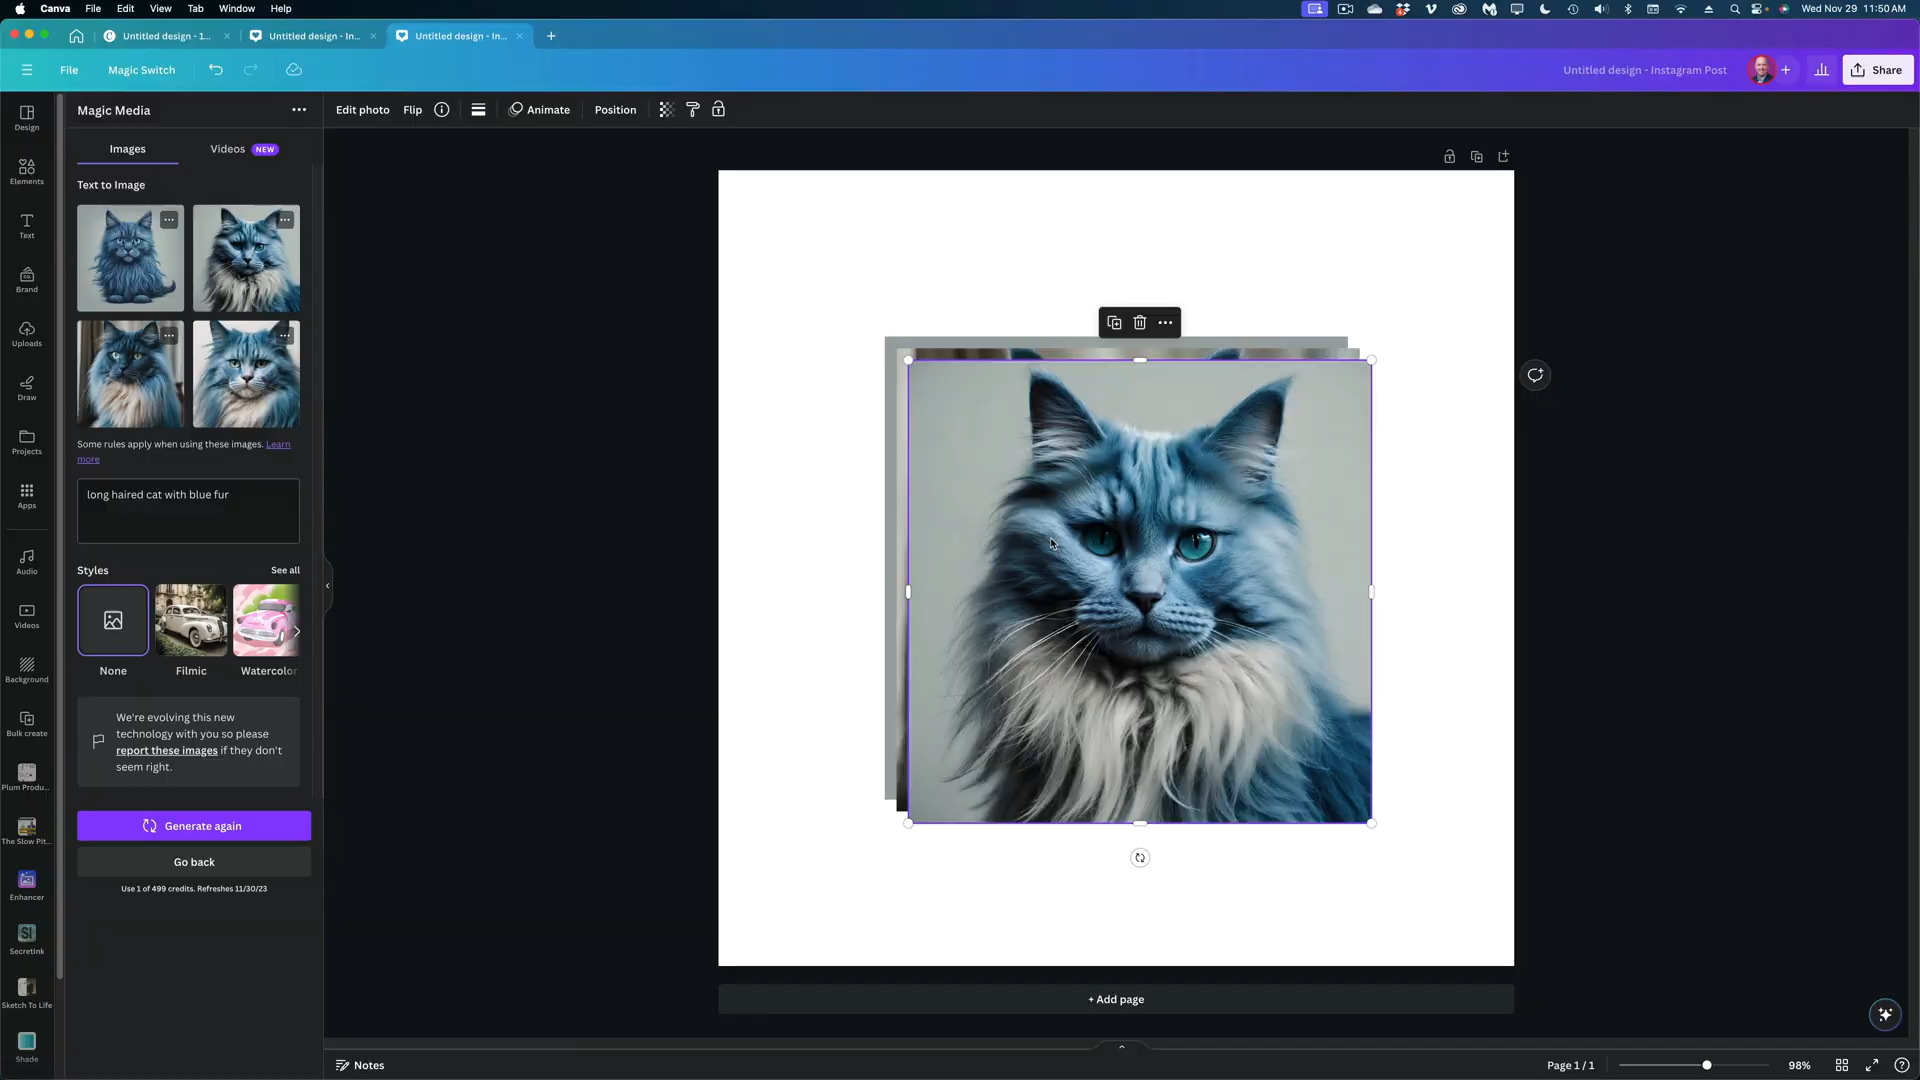 Canva File Edit View Tab Window Help
Wed Nov 29 11:50 AM
Untitled design - 1...
Untitled design - In...
Untitled design - In...
File
Magic Switch
Untitled design - Instagram Post
Share
Design
Elements
Text
Brand
Uploads
Draw
Projects
Apps
Audio
Videos
Background
Bulk create
Plum Produ...
The Slow Pit...
Enhancer
SI
SecretInk
Sketch To Life
Shade
Magic Media
Images
Videos NEW
Text to Image
Some rules apply when using these images. Learn
more
long haired cat with blue fur
Styles
See all
None
Filmic
Watercolor
We're evolving this new
technology with you so please
report these images if they don't
seem right.
Generate again
Go back
Use 1 of 499 credits. Refreshes 11/30/23
Edit photo
Flip
Animate
Position
+ Add page
Notes
Page 1 / 1
98%